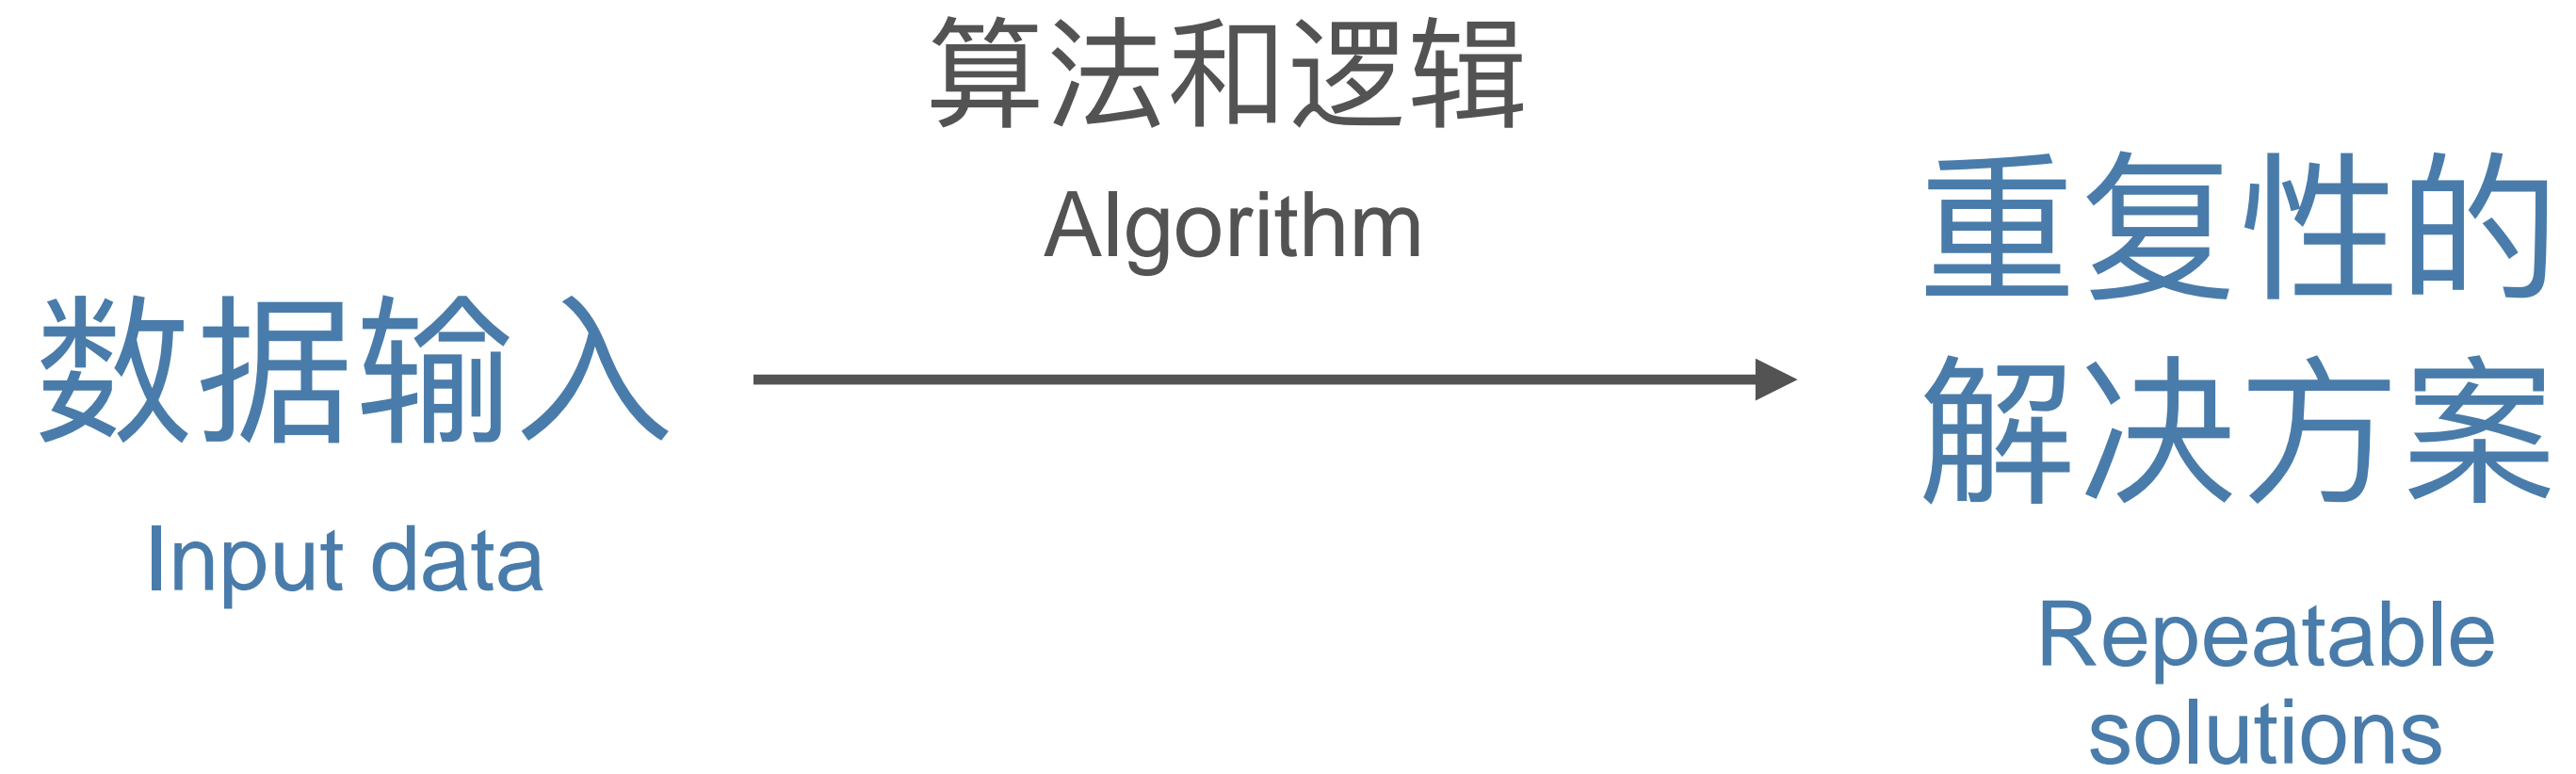 算法和逻辑
Algorithm
数据输入
Input data
重复性的
解决方案
Repeatable
solutions